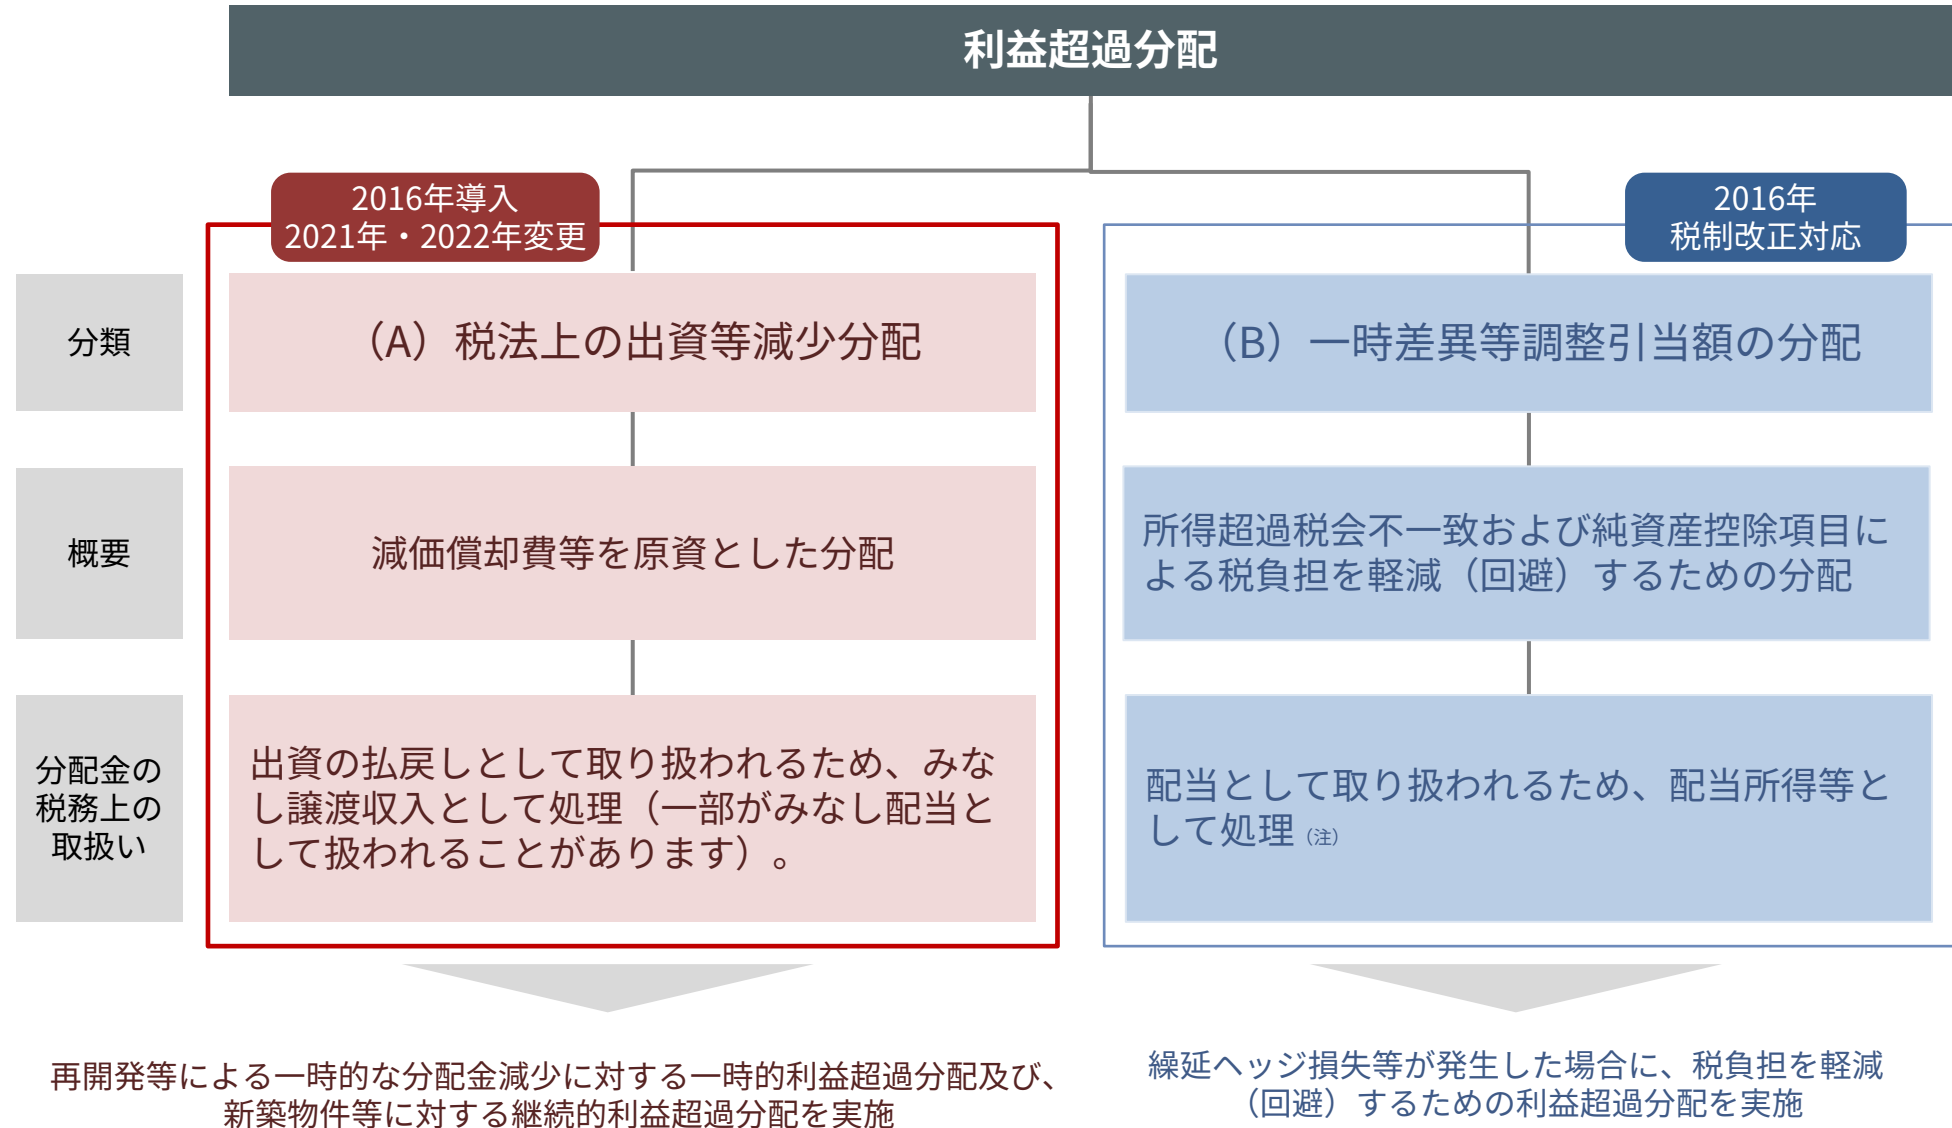 利益超過分配
2016年導入
2021年・2022年変更
2016年
税制改正対応
分類
（A）税法上の出資等減少分配
（B）一時差異等調整引当額の分配
概要
減価償却費等を原資とした分配
所得超過税会不一致および純資産控除項目に
よる税負担を軽減（回避）するための分配
分配金の
税務上の
取扱い
出資の払戻しとして取り扱われるため、みな
し譲渡収入として処理（一部がみなし配当と
して扱われることがあります）。
配当として取り扱われるため、配当所得等と
して処理（注）
再開発等による一時的な分配金減少に対する一時的利益超過分配及び、
新築物件等に対する継続的利益超過分配を実施
繰延ヘッジ損失等が発生した場合に、税負担を軽減
（回避）するための利益超過分配を実施